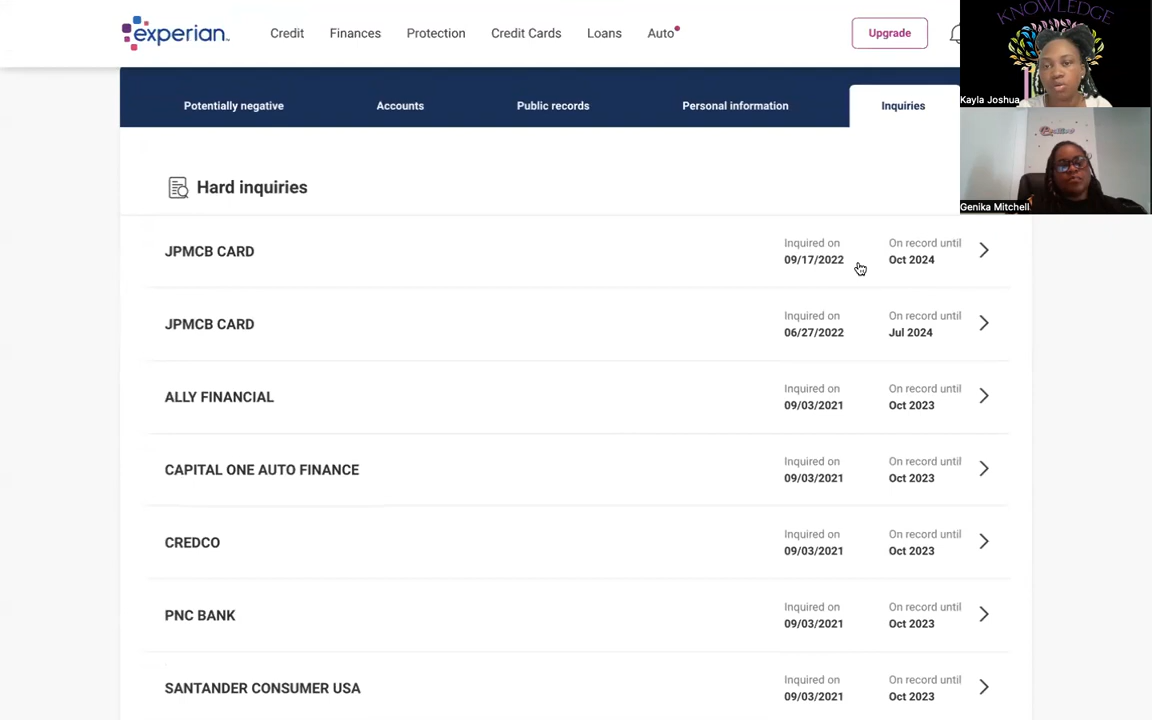 experian
Credit
Finances
Protection
Credit Cards
Loans
Auto
Upgrade
KNOWLEDGE
Kayla Joshua
Genika Mitchell
Potentially negative
Accounts
Public records
Personal information
Inquiries
Hard inquiries
JPMCB CARD
Inquired on
09/17/2022
On record until
Oct 2024
JPMCB CARD
Inquired on
06/27/2022
On record until
Jul 2024
ALLY FINANCIAL
Inquired on
09/03/2021
On record until
Oct 2023
CAPITAL ONE AUTO FINANCE
Inquired on
09/03/2021
On record until
Oct 2023
CREDCO
Inquired on
09/03/2021
On record until
Oct 2023
PNC BANK
Inquired on
09/03/2021
On record until
Oct 2023
SANTANDER CONSUMER USA
Inquired on
09/03/2021
On record until
Oct 2023